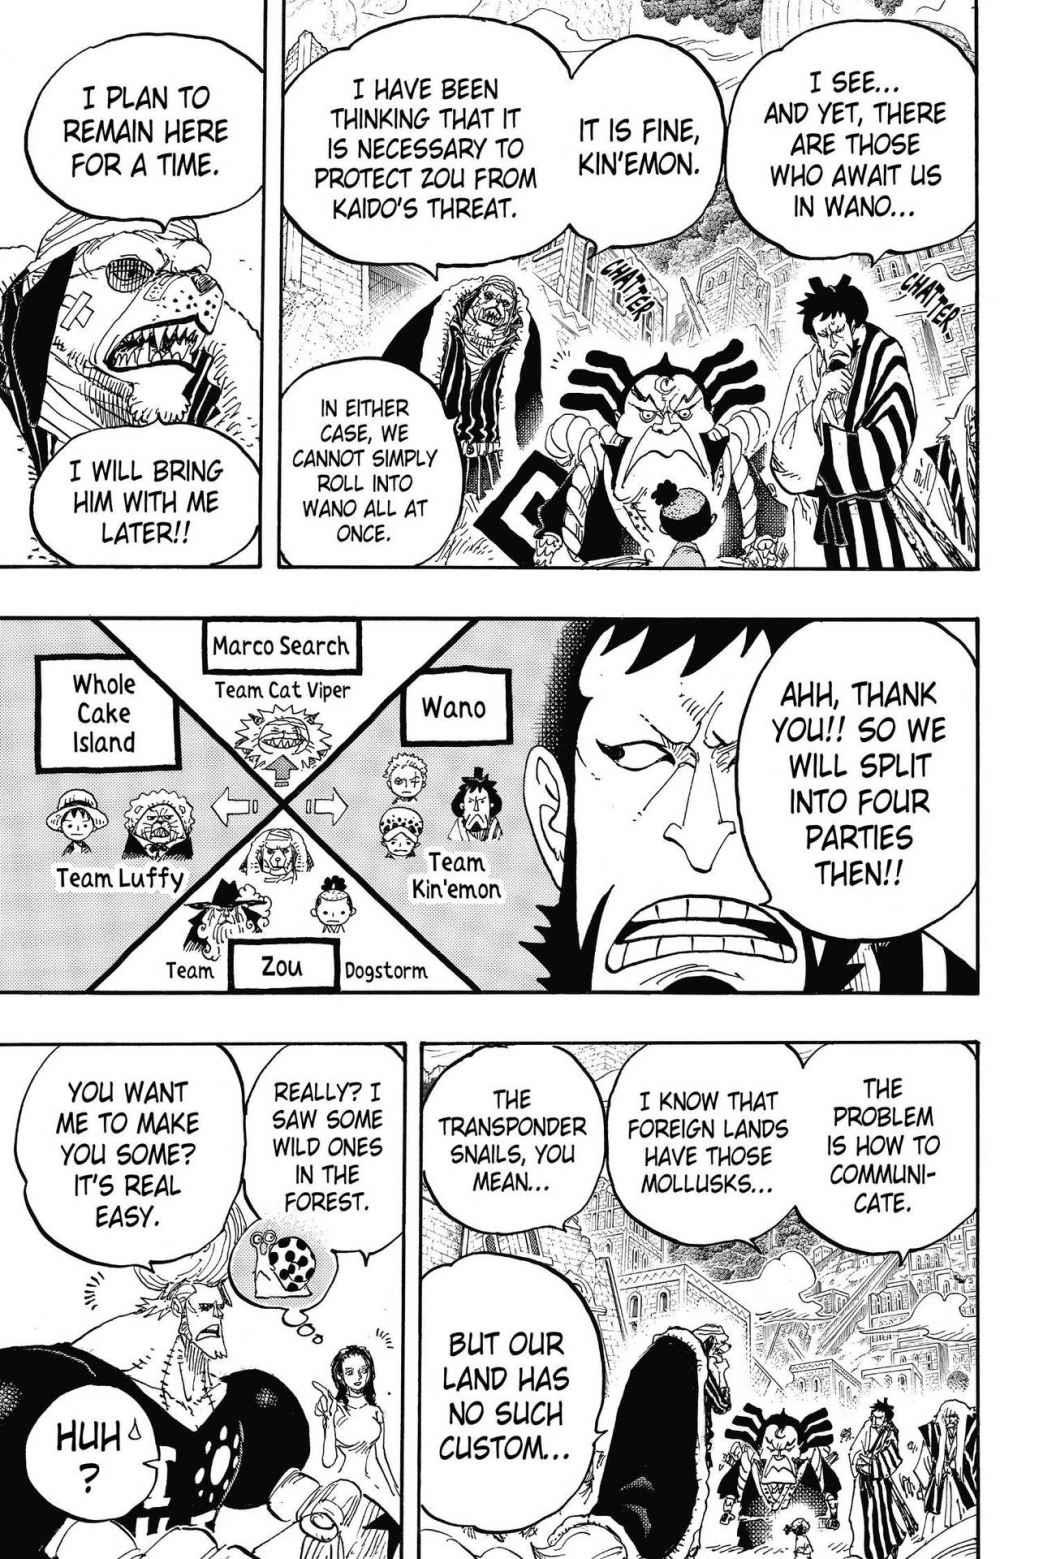 I SEE...
AND YET, THERE
ARE THOSE
WHO AWAIT US
IN WANO...
IT IS FINE,
KIN'EMON.
I HAVE BEEN
THINKING THAT IT
IS NECESSARY TO
PROTECT ZOU FROM
KAIDO'S THREAT.
CHATTER
CHATTER
IN EITHER
CASE, WE
CANNOT SIMPLY
ROLL INTO
WANO ALL AT
ONCE.
I PLAN TO
REMAIN HERE
FOR A TIME.
I WILL BRING
HIM WITH ME
LATER!!
AHH, THANK
YOU!! SO WE
WILL SPLIT
INTO FOUR
PARTIES
THEN!!
Marco Search
Team Cat Viper
Wano
Team
Kin'emon
Whole
Cake
Island
Team Luffy
Team Zou Dogstorm
THE
PROBLEM
IS HOW TO
COMMUNI-
CATE.
I KNOW THAT
FOREIGN LANDS
HAVE THOSE
MOLLUSKS...
THE
TRANSPONDER
SNAILS, YOU
MEAN...
BUT OUR
LAND HAS
NO SUCH
CUSTOM...
REALLY? I
SAW SOME
WILD ONES
IN THE
FOREST.
YOU WANT
ME TO MAKE
YOU SOME?
IT'S REAL
EASY.
HUH
?